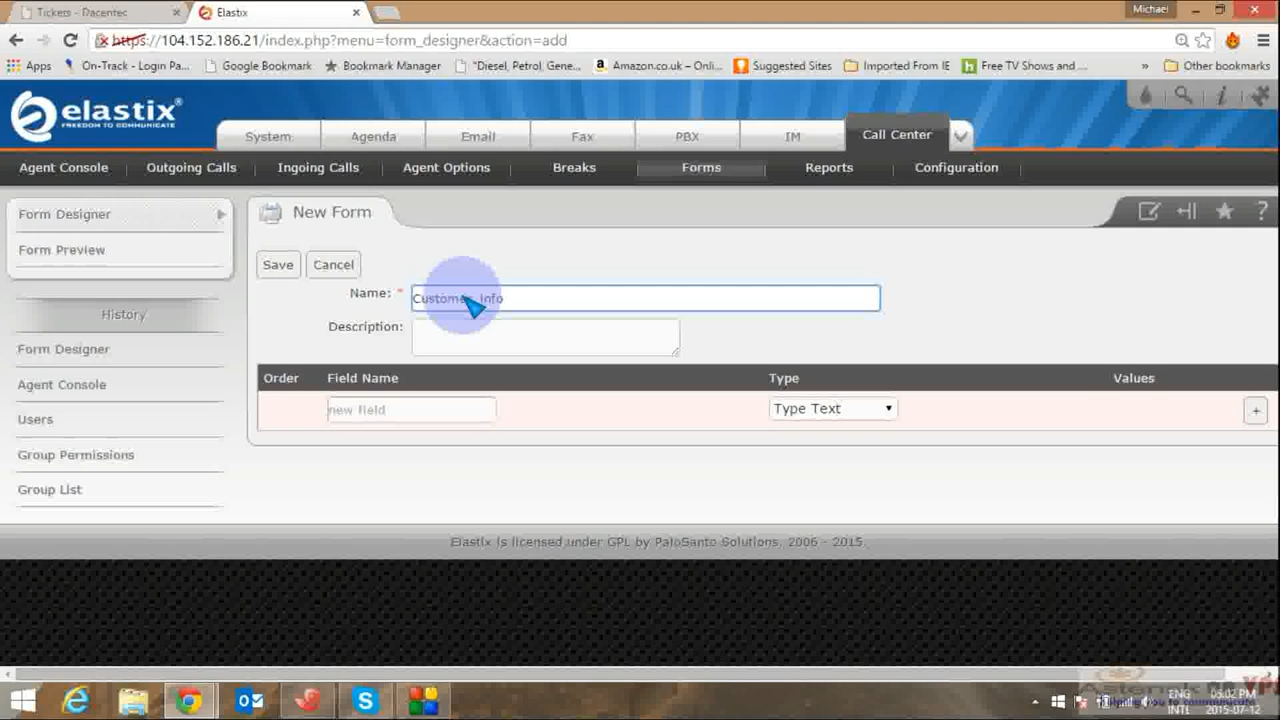 Tickets - Dacentec
Elastix
Michael
https://104.152.186.21/index.php?menu=form_designer&action=add
Apps
On-Track - Login Pa...
Google Bookmark
Bookmark Manager
"Diesel, Petrol, Gene...
Amazon.co.uk – Onli...
Suggested Sites
Imported From IE
Free TV Shows and ...
»
Other bookmarks
elastix®
FREEDOM TO COMMUNICATE
System
Agenda
Email
Fax
PBX
IM
Call Center
Agent Console
Outgoing Calls
Ingoing Calls
Agent Options
Breaks
Forms
Reports
Configuration
Form Designer
Form Preview
History
Form Designer
Agent Console
Users
Group Permissions
Group List
New Form
Save
Cancel
Name: *
Customer Info
Description:
Order
Field Name
Type
Values
new field
Type Text
+
Elastix is licensed under GPL by PaloSanto Solutions. 2006 - 2015.
ENG
INTL
2015-07-12